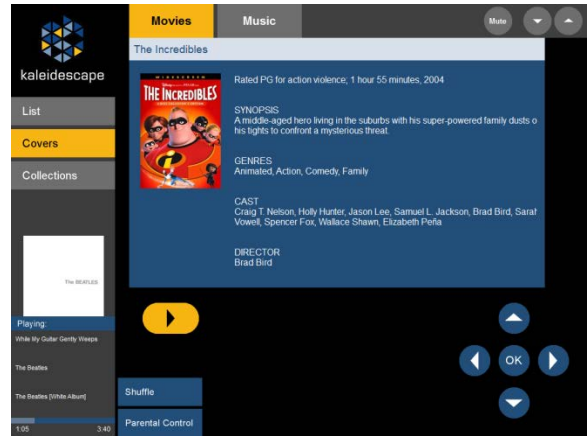 kaleidescape
Movies
Music
Mute
The Incredibles
List
Covers
Collections
WIDESCREEN
THE INCREDIBLES
Rated PG for action violence; 1 hour 55 minutes, 2004
SYNOPSIS
A middle-aged hero living in the suburbs with his super-powered family dusts o
his tights to confront a mysterious threat.
GENRES
Animated, Action, Comedy, Family
CAST
Craig T. Nelson, Holly Hunter, Jason Lee, Samuel L. Jackson, Brad Bird, Sarah
Vowell, Spencer Fox, Wallace Shawn, Elizabeth Peña
DIRECTOR
Brad Bird
The BEATLES
Playing:
While My Guitar Gently Weeps
The Beatles
The Beatles [White Album]
1:05
3:40
OK
Shuffle
Parental Control